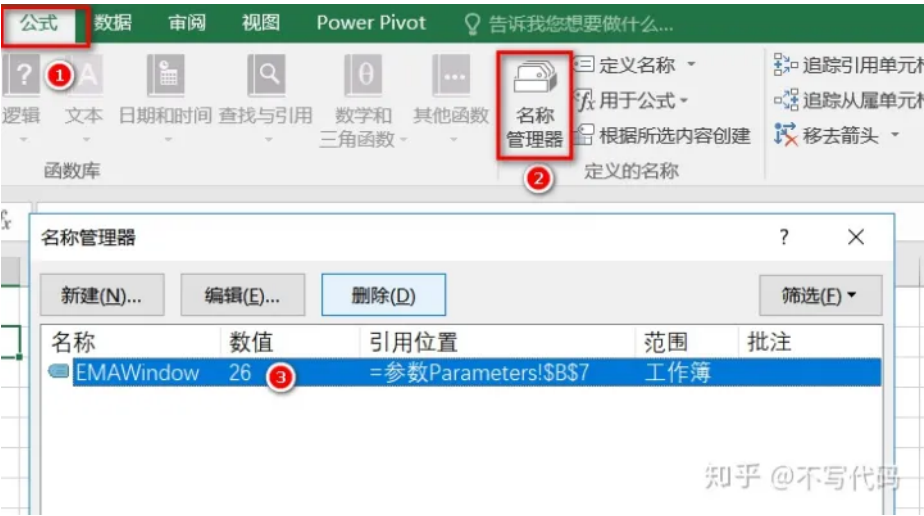 公式 数据 审阅 视图 Power Pivot 告诉我您想要做什么...
? 1 A θ ... 定义名称 追踪引用单元格
fx 用于公式 追踪从属单元格
逻辑 文本 日期和时间 查找与引用 数学和三角函数 其他函数 名称管理器 根据所选内容创建 移去箭头
函数库 2 定义的名称
fx
名称管理器 ? ×
新建(N)... 编辑(E)... 删除(D) 筛选(F)
名称 数值 引用位置 范围 批注
EMAWindow 26 3 =参数Parameters!$B$7 工作簿
知乎 @不写代码